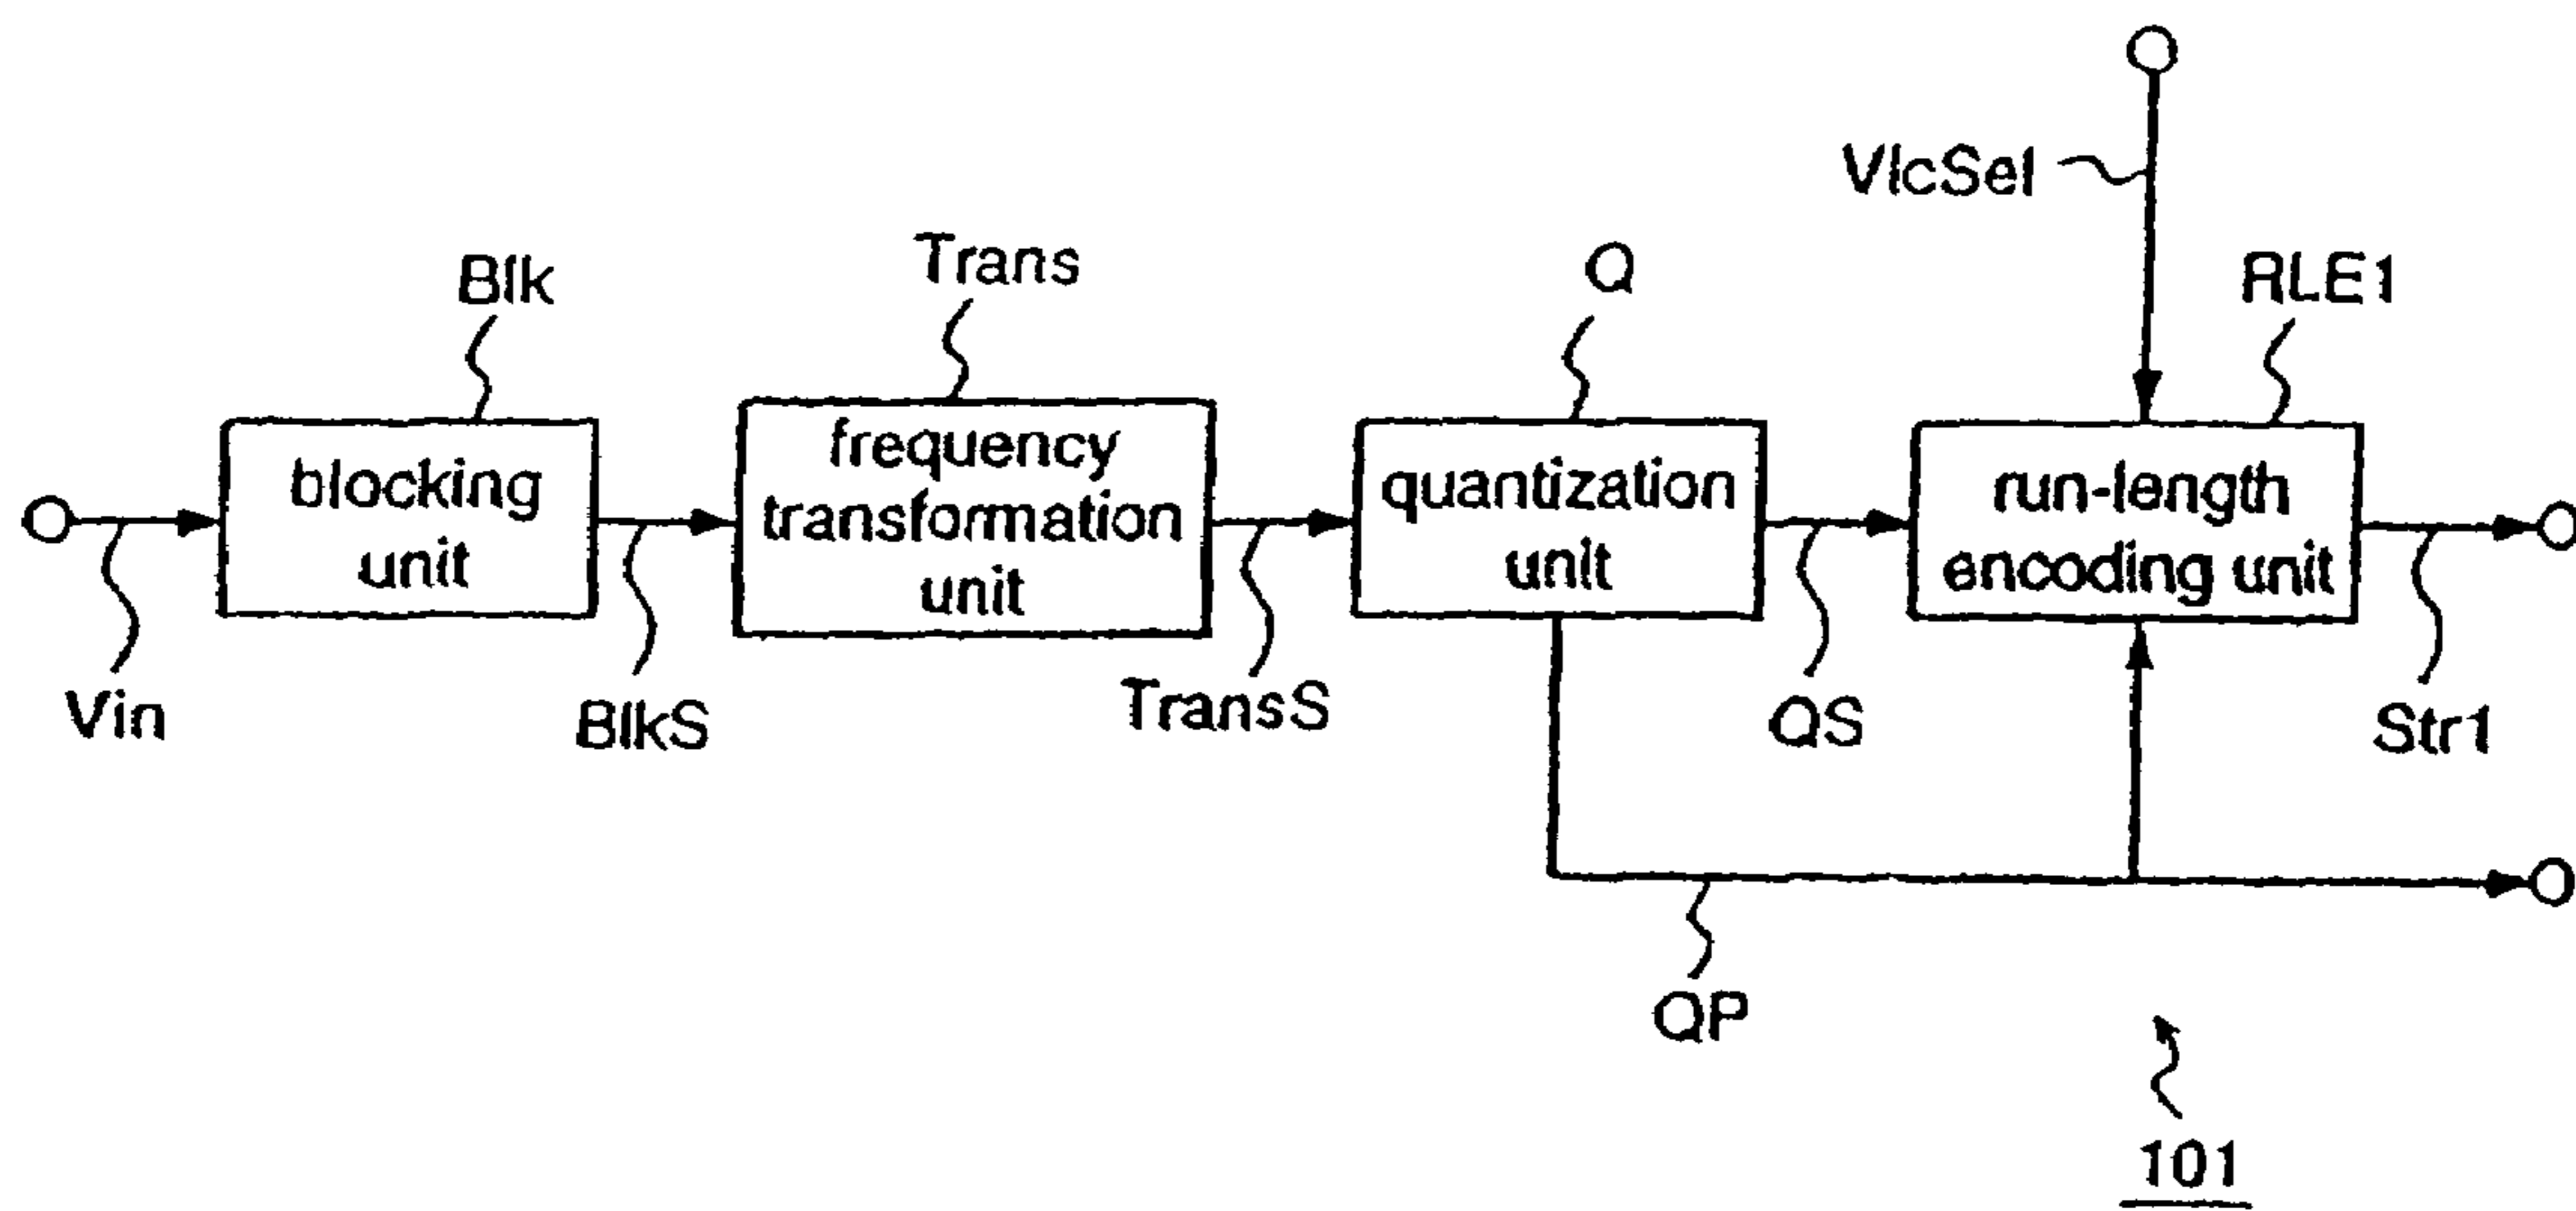 VlcSel
Blk
Trans
Q
RLE1
blocking
unit
frequency
transformation
unit
quantization
unit
run-length
encoding unit
Vin
BlkS
TransS
QS
Str1
QP
101